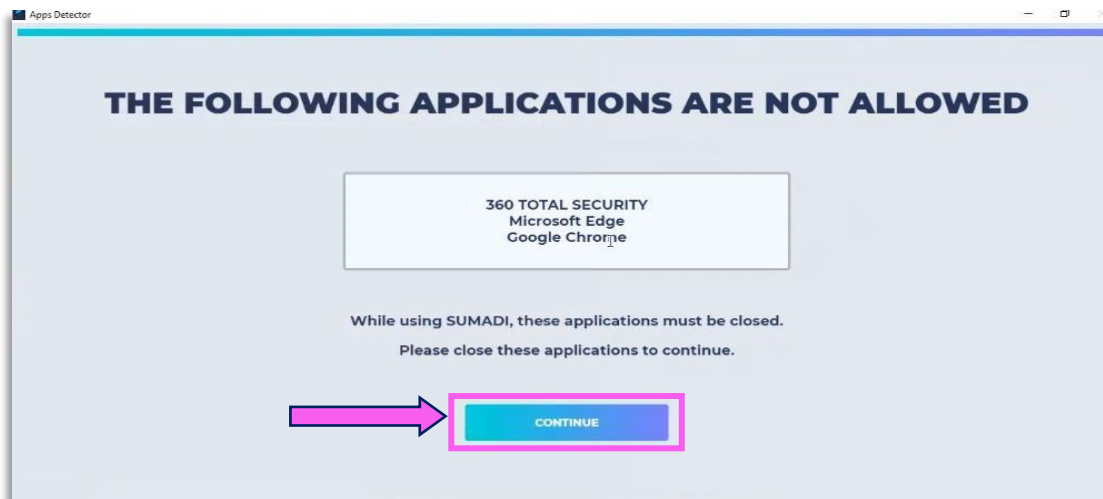 Apps Detector
THE FOLLOWING APPLICATIONS ARE NOT ALLOWED
360 TOTAL SECURITY
Microsoft Edge
Google Chrome
While using SUMADI, these applications must be closed.
Please close these applications to continue.
CONTINUE